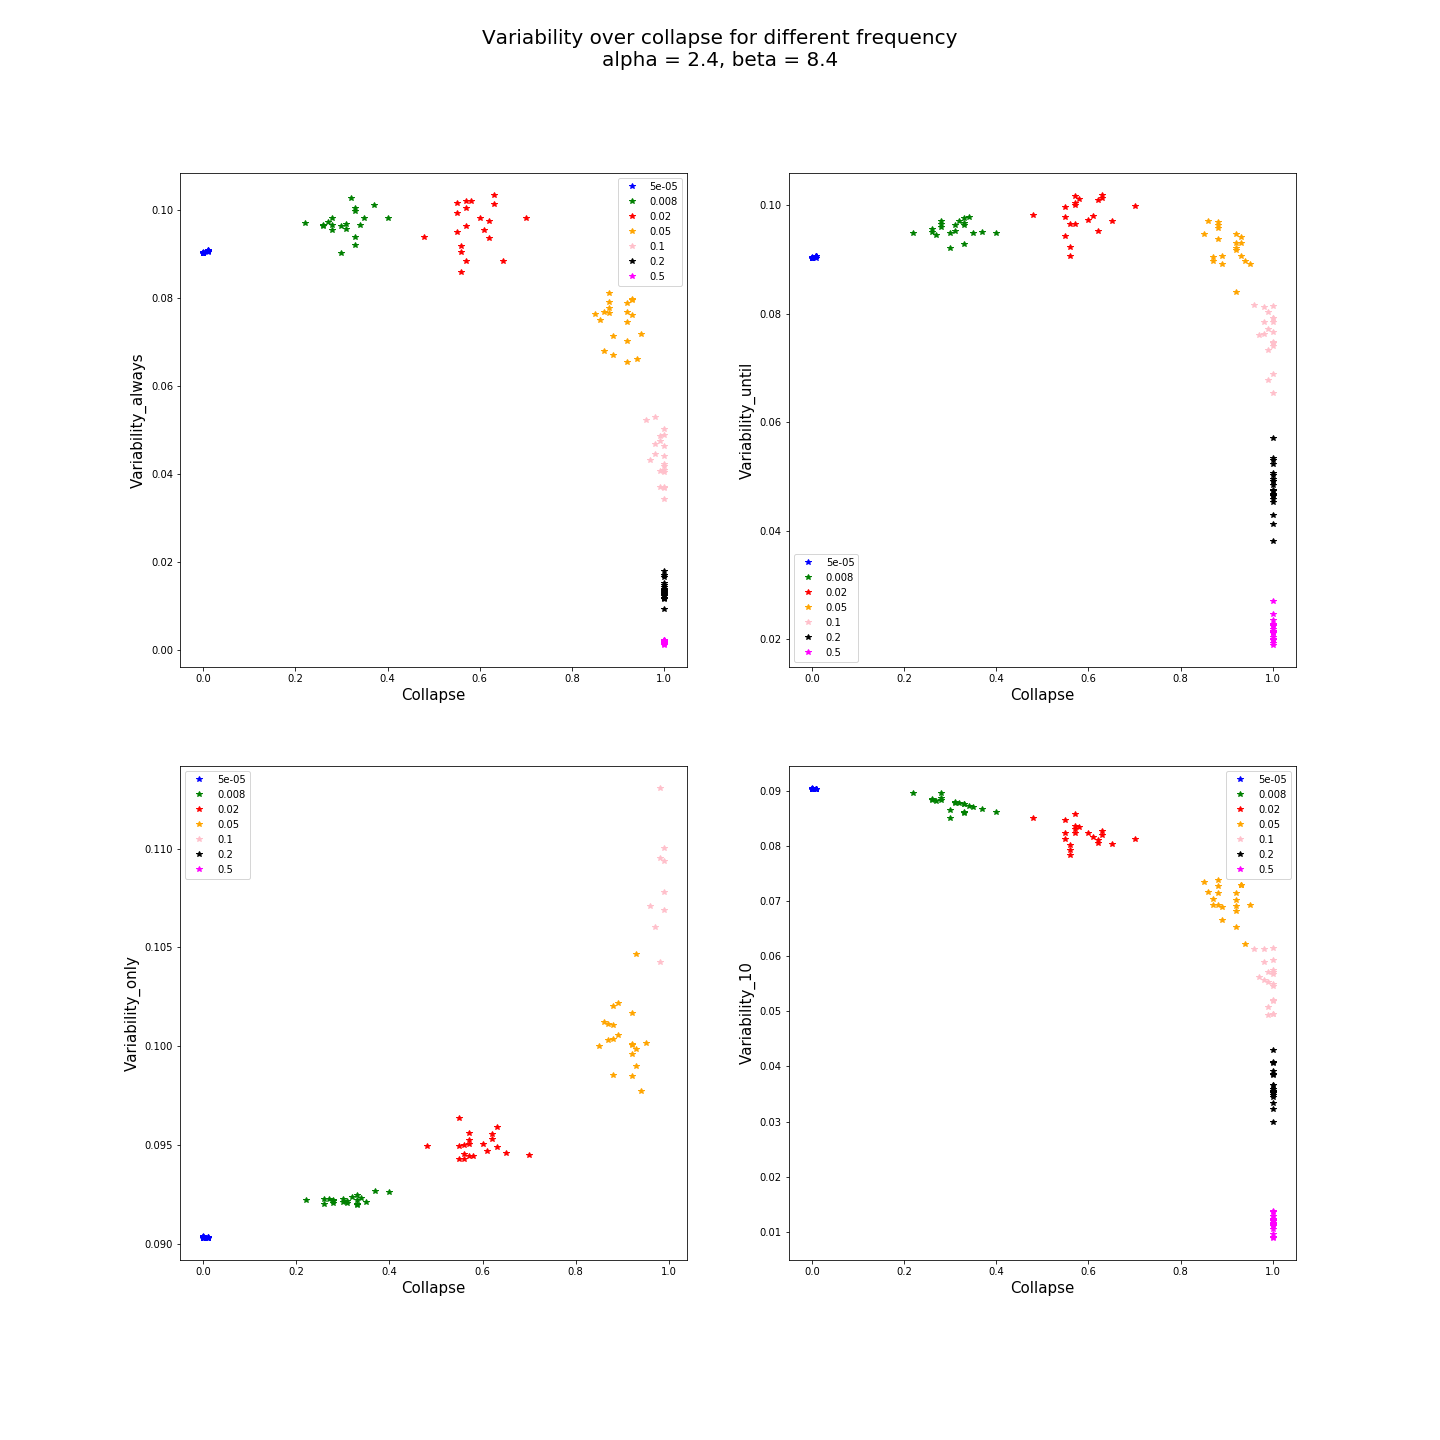 Variability over collapse for different frequency
alpha = 2.4, beta = 8.4
0.10
0.08
0.06
0.04
0.02
0.00
Variability_always
0.0 0.2 0.4 0.6 0.8 1.0
Collapse
5e-05
0.008
0.02
0.05
0.1
0.2
0.5
0.10
0.08
0.06
0.04
0.02
Variability_until
0.0 0.2 0.4 0.6 0.8 1.0
Collapse
5e-05
0.008
0.02
0.05
0.1
0.2
0.5
0.110
0.105
0.100
0.095
0.090
Variability_only
0.0 0.2 0.4 0.6 0.8 1.0
Collapse
5e-05
0.008
0.02
0.05
0.1
0.2
0.5
0.09
0.08
0.07
0.06
0.05
0.04
0.03
0.02
0.01
Variability_10
0.0 0.2 0.4 0.6 0.8 1.0
Collapse
5e-05
0.008
0.02
0.05
0.1
0.2
0.5